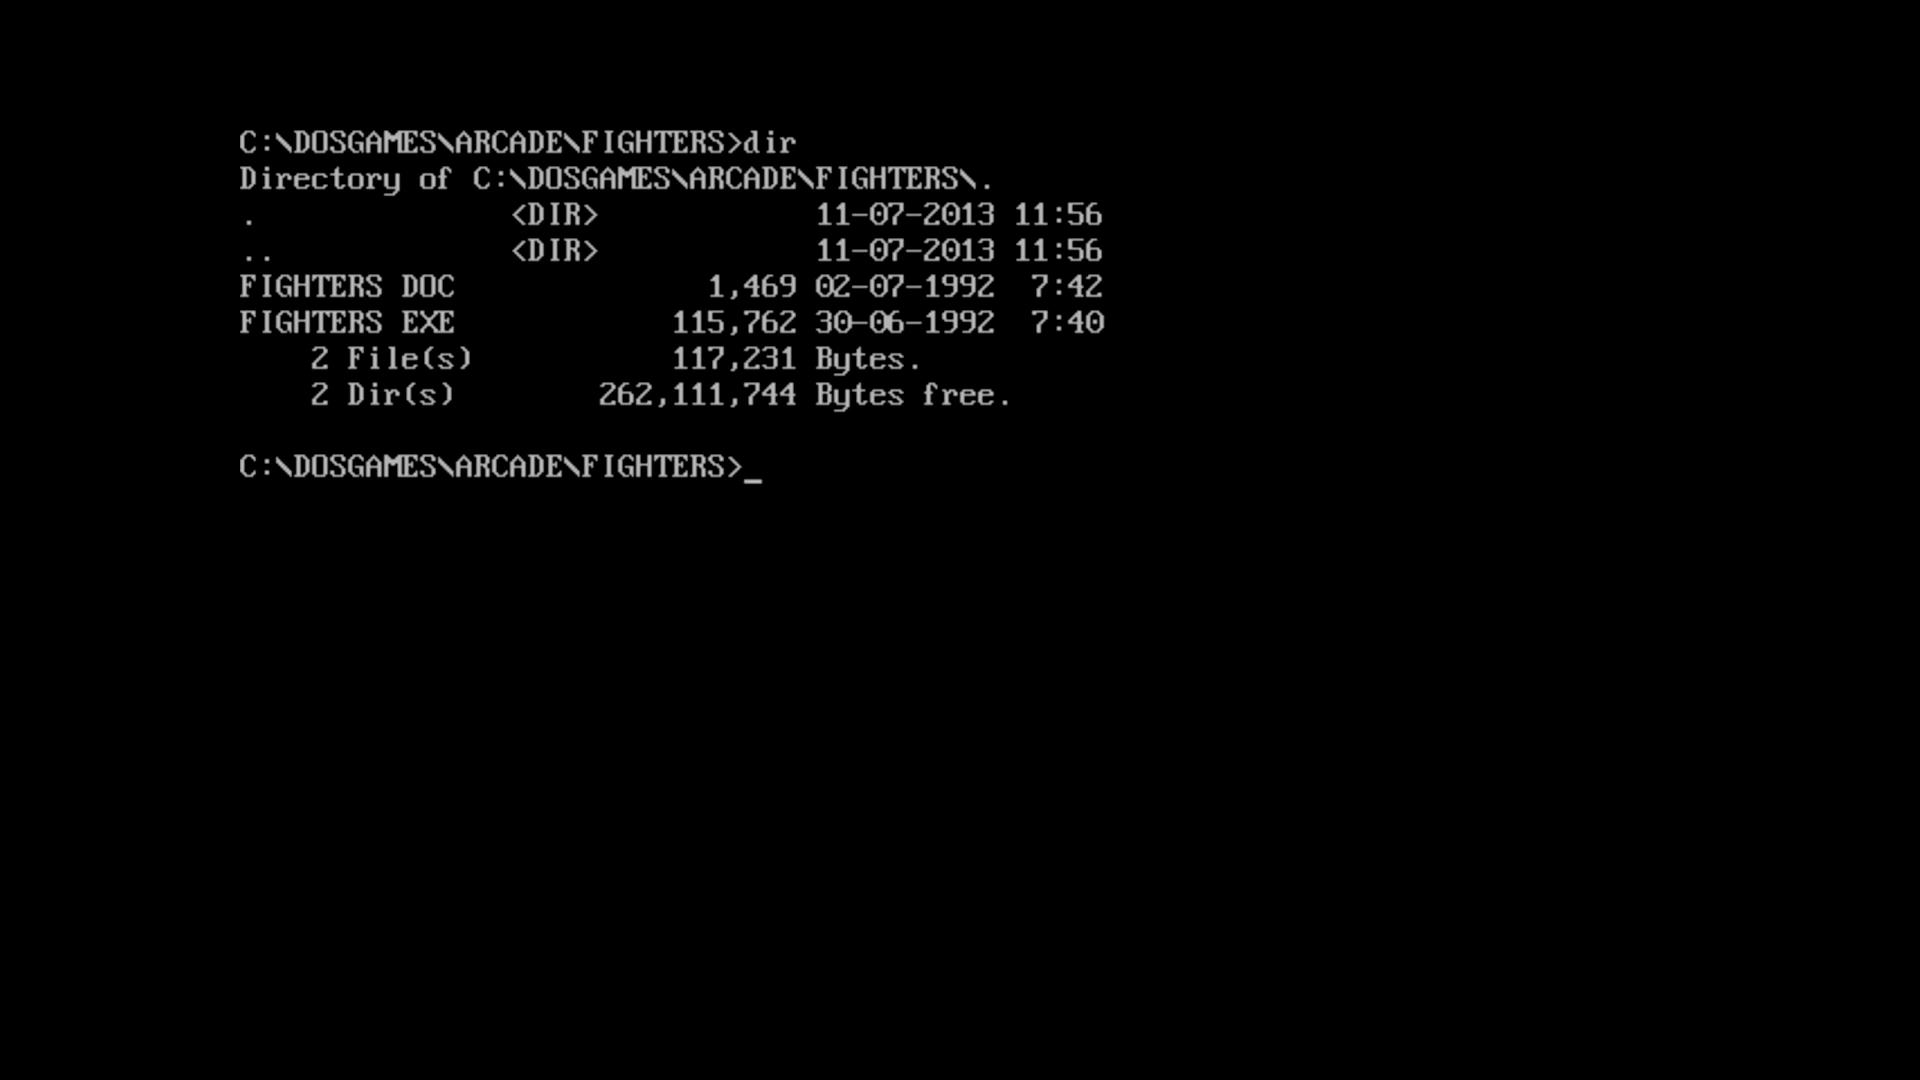 C:\DOSGAMES\ARCADE\FIGHTERS>dir
Directory of C:\DOSGAMES\ARCADE\FIGHTERS\.
. <DIR> 11-07-2013 11:56
.. <DIR> 11-07-2013 11:56
FIGHTERS DOC 1,469 02-07-1992 7:42
FIGHTERS EXE 115,762 30-06-1992 7:40
2 File(s) 117,231 Bytes.
2 Dir(s) 262,111,744 Bytes free.
C:\DOSGAMES\ARCADE\FIGHTERS>_